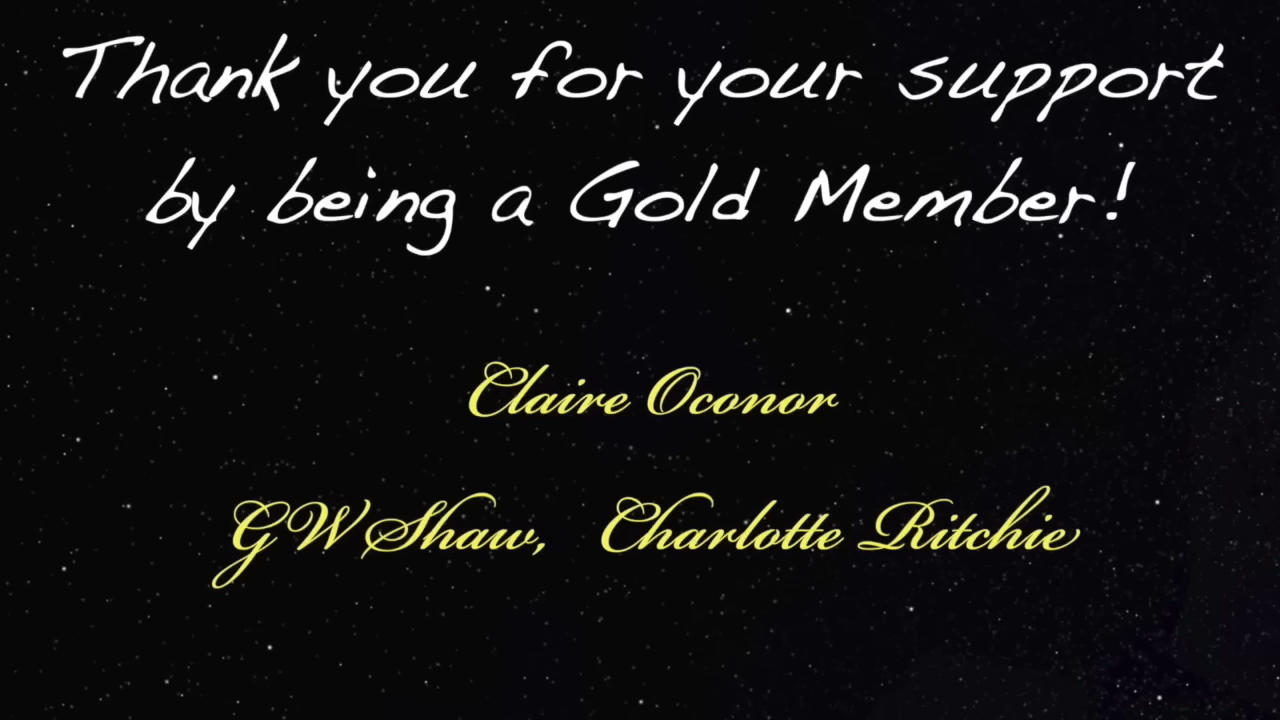 Thank you for your support
by being a Gold Member!
Claire Oconor
GW Shaw, Charlotte Ritchie